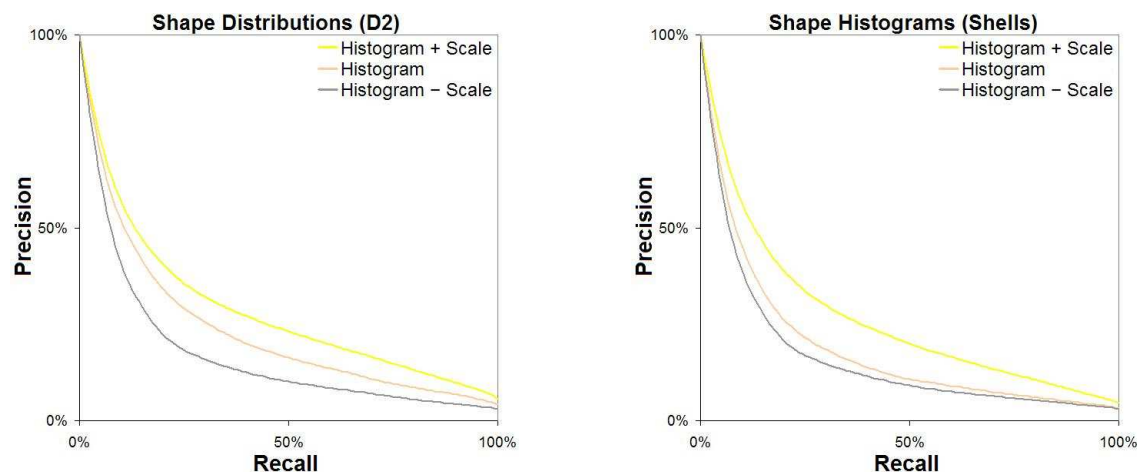 Shape Distributions (D2)
100%
Histogram + Scale
Histogram
Histogram − Scale
Precision
50%
0%
0%
50%
100%
Recall
Shape Histograms (Shells)
100%
Histogram + Scale
Histogram
Histogram − Scale
Precision
50%
0%
0%
50%
100%
Recall